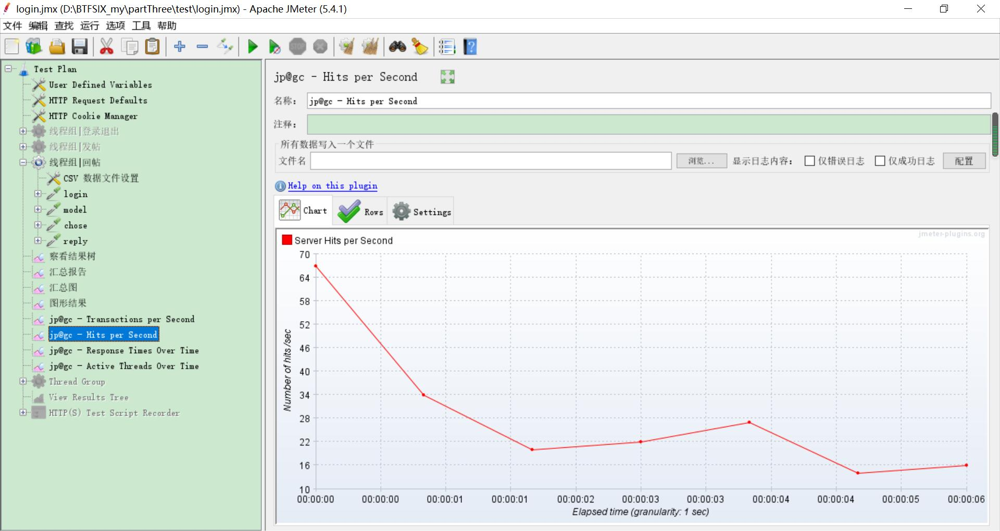 login.jmx (D:\BTFSIX_my\partThree\test\login.jmx) - Apache JMeter (5.4.1)
文件 编辑 查找 运行 选项 工具 帮助
STOP
?
Test Plan
User Defined Variables
HTTP Request Defaults
HTTP Cookie Manager
线程组|登录退出
线程组|发帖
线程组|回帖
CSV 数据文件设置
login
model
chose
reply
察看结果树
汇总报告
汇总图
图形结果
jp@gc - Transactions per Second
jp@gc - Hits per Second
jp@gc - Response Times Over Time
jp@gc - Active Threads Over Time
Thread Group
View Results Tree
HTTP(S) Test Script Recorder
jp@gc - Hits per Second
名称: jp@gc - Hits per Second
注释:
所有数据写入一个文件
文件名 浏览... 显示日志内容: 仅错误日志 仅成功日志 配置
Help on this plugin
Chart Rows Settings
jmeter-plugins.org
Server Hits per Second
70
64
58
52
46
40
34
28
22
16
10
Number of hits /sec
00:00:00 00:00:00 00:00:01 00:00:01 00:00:02 00:00:03 00:00:03 00:00:04 00:00:04 00:00:05 00:00:06
Elapsed time (granularity: 1 sec)